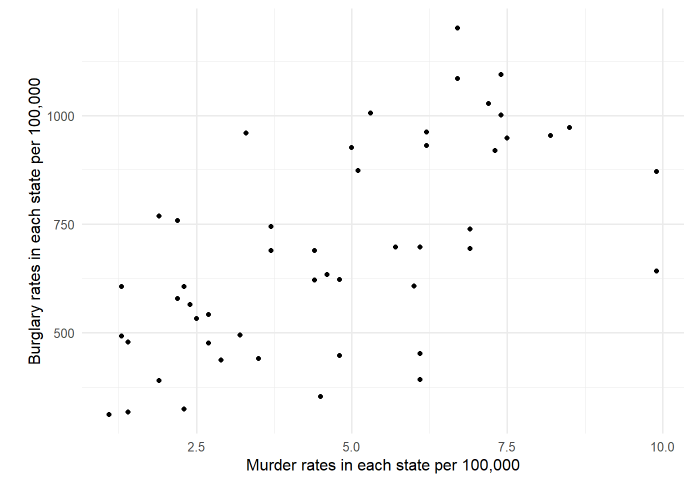 Burglary rates in each state per 100,000
1000
750
500
2.5 5.0 7.5 10.0
Murder rates in each state per 100,000